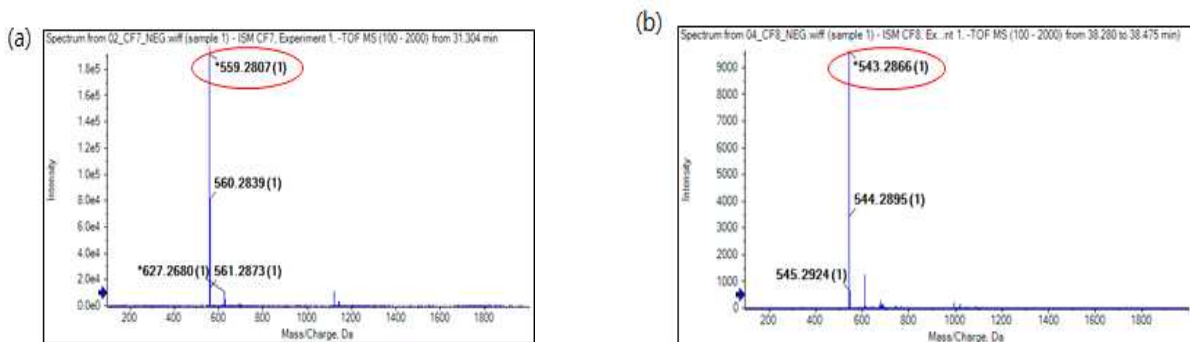 (a)
Spectrum from 02_CF7_NEG.wiff (sample 1) - ISM CF7, Experiment 1, -TOF MS (100 - 2000) from 31.304 min
1.8e5
1.6e5
1.4e5
1.2e5
1.0e5
8.0e4
6.0e4
4.0e4
2.0e4
0.0e0
Intensity
*559.2807 (1)
560.2839 (1)
*627.2680 (1)
561.2873 (1)
200
400
600
800
1000
1200
1400
1600
1800
Mass/Charge, Da
(b)
Spectrum from 04_CF8_NEG.wiff (sample 1) - ISM CF8, Ex...nt 1, -TOF MS (100 - 2000) from 38.280 to 38.475 min
9000
8000
7000
6000
5000
4000
3000
2000
1000
0
Intensity
*543.2866 (1)
544.2895 (1)
545.2924 (1)
200
400
600
800
1000
1200
1400
1600
1800
Mass/Charge, Da